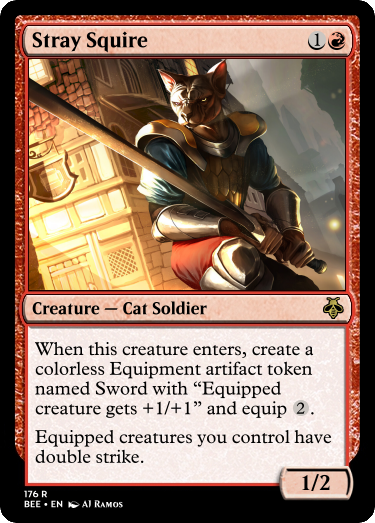 Stray Squire 1
Creature — Cat Soldier
When this creature enters, create a
colorless Equipment artifact token
named Sword with “Equipped
creature gets +1/+1” and equip 2.
Equipped creatures you control have
double strike.
1/2
176 R
BEE • EN AJ Ramos